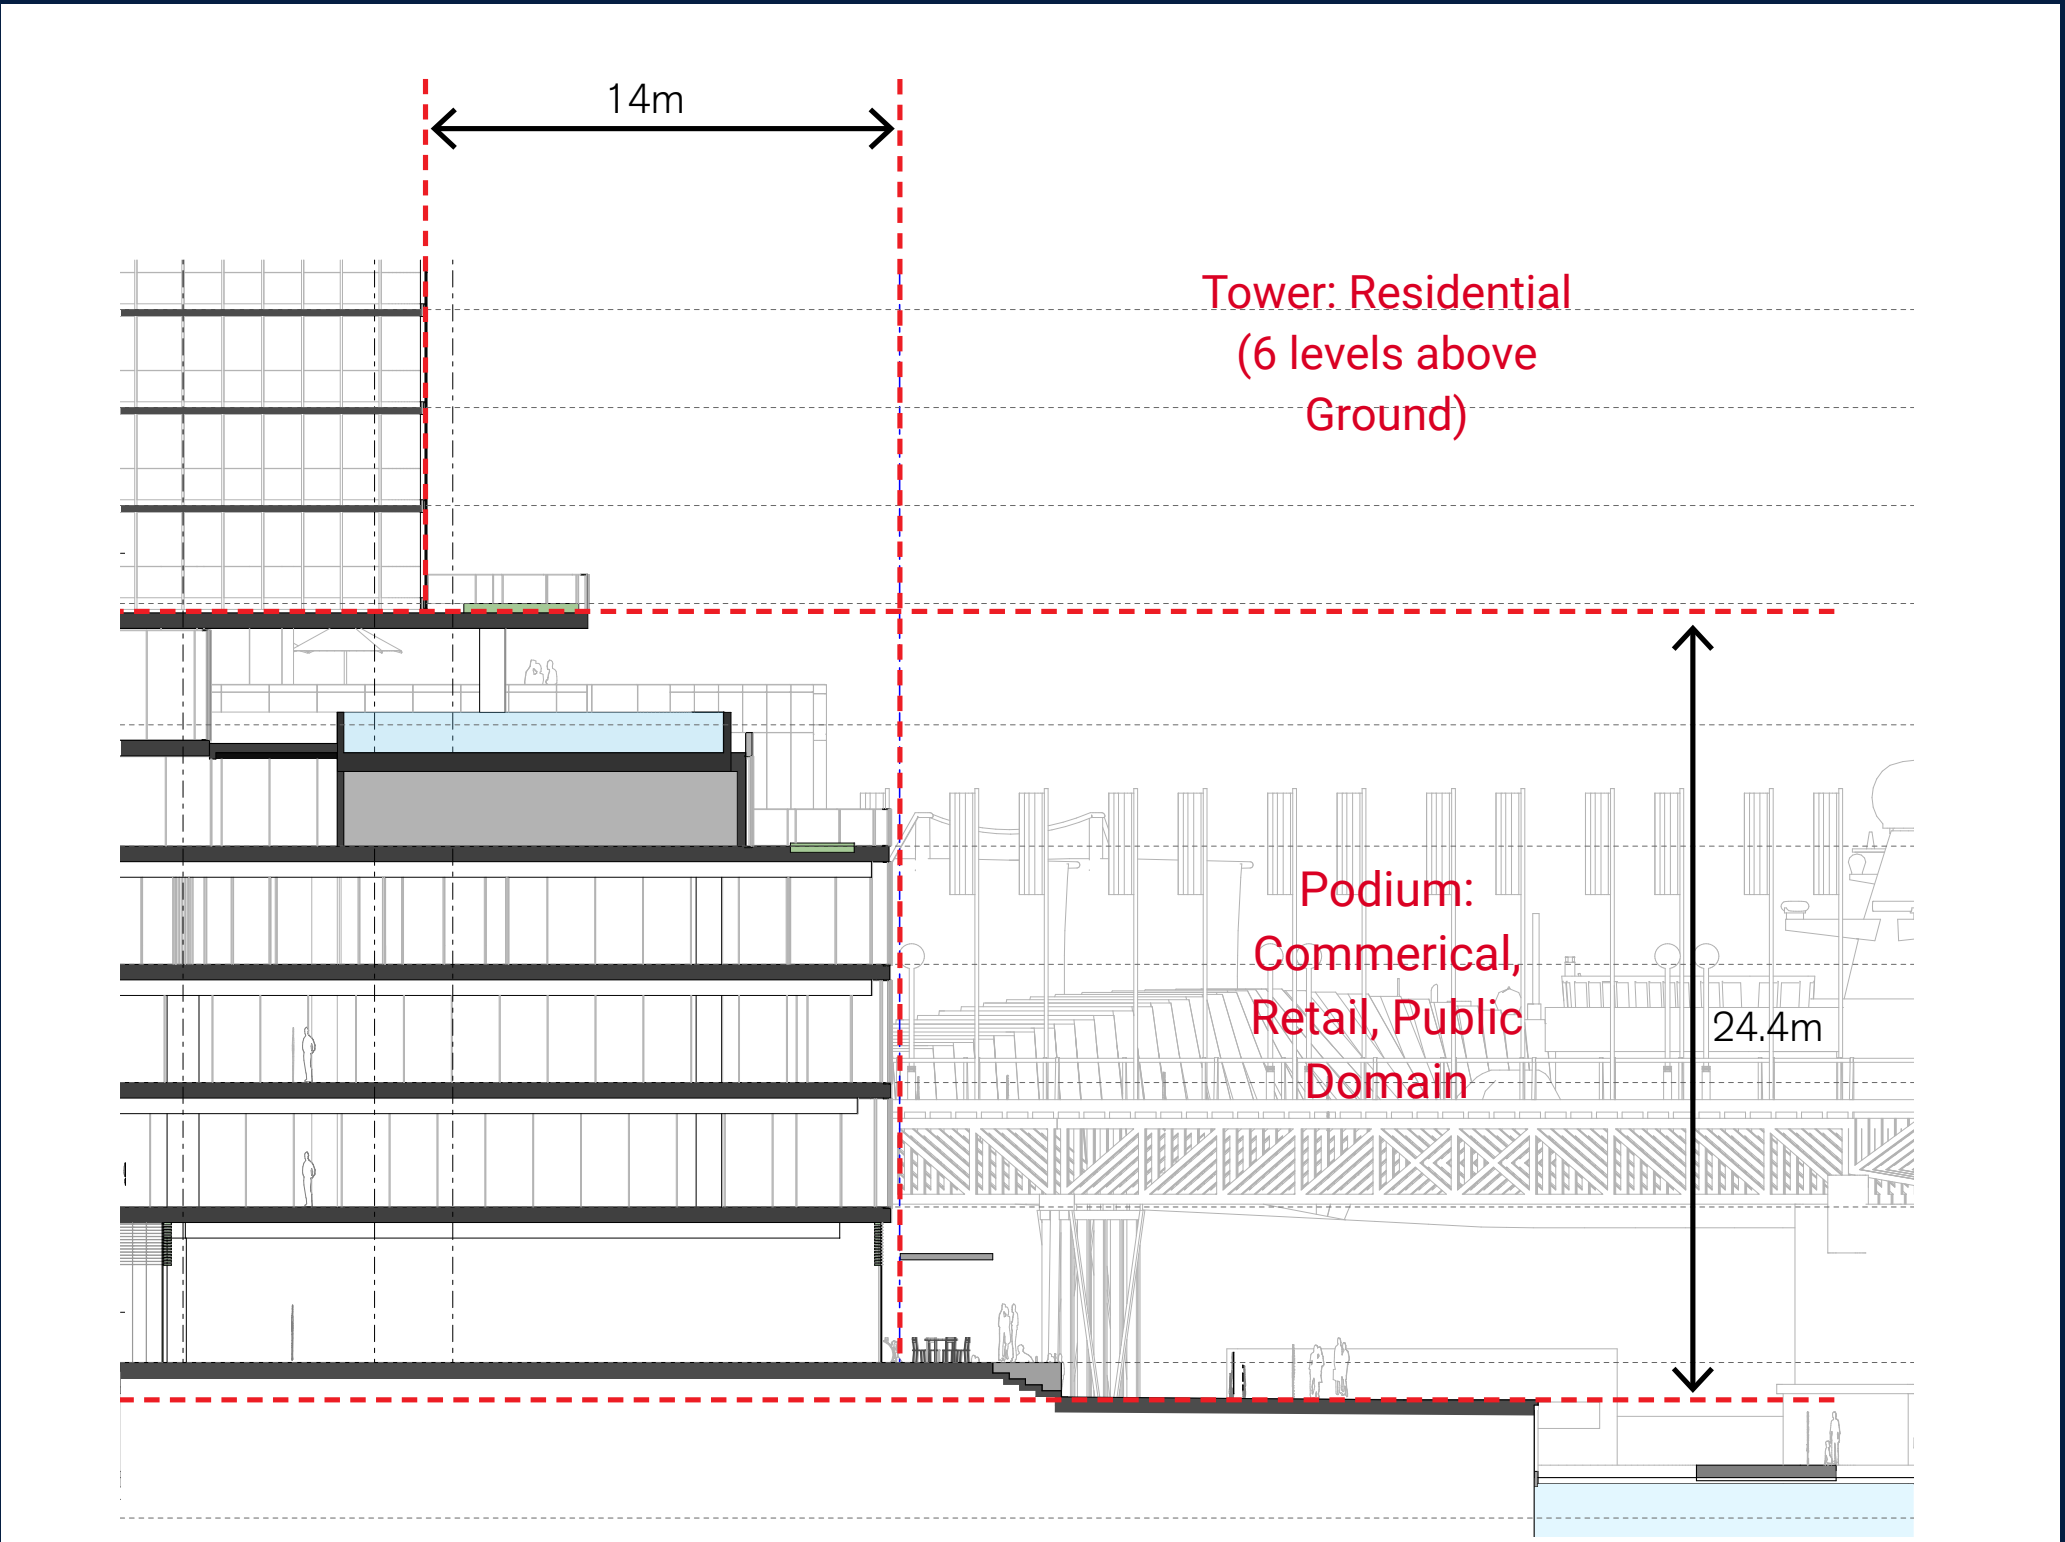 14m
Tower: Residential
(6 levels above
Ground)
Podium:
Commerical,
Retail, Public
Domain
24.4m